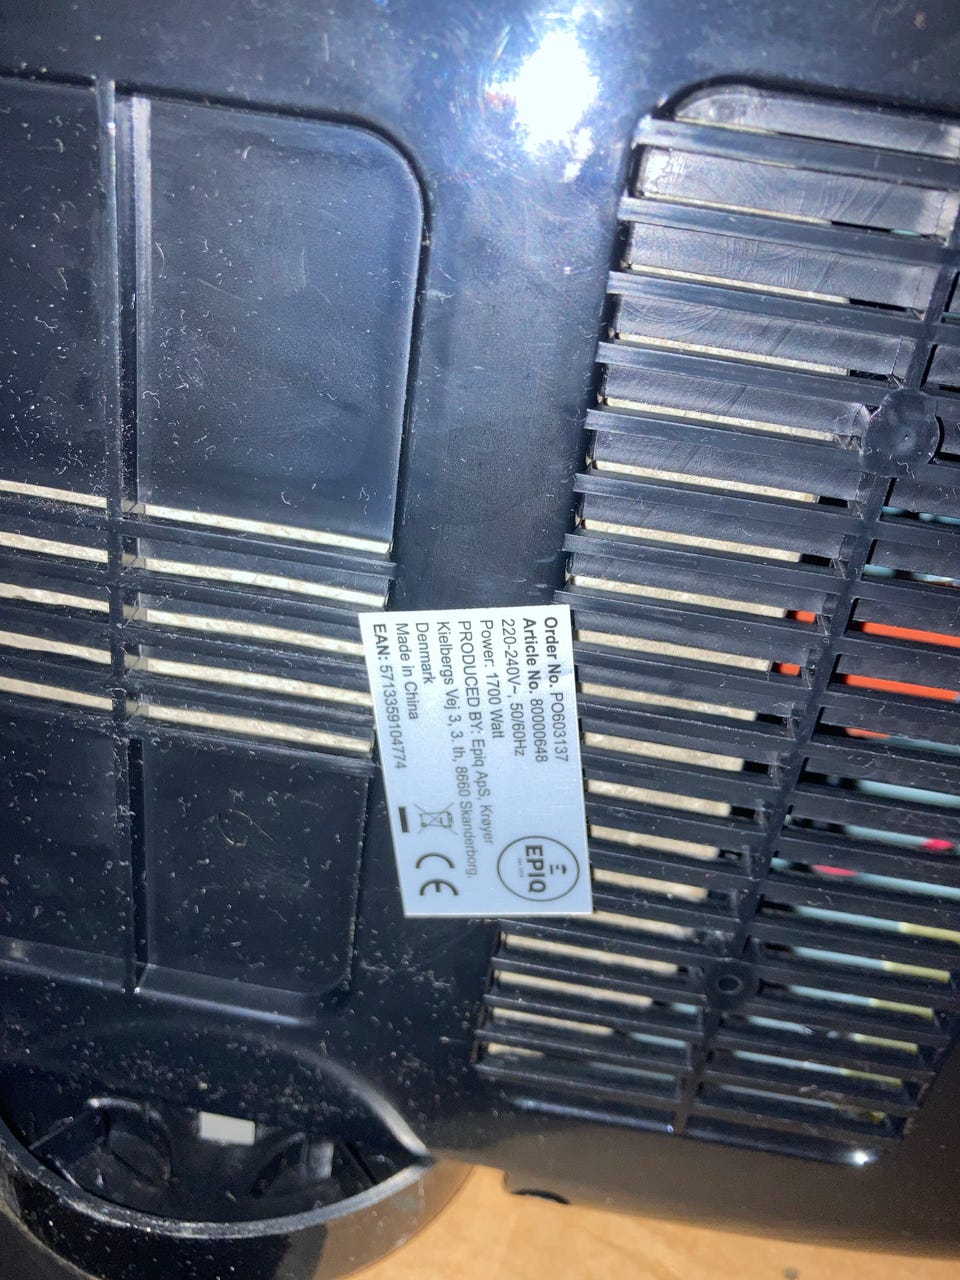 Order No. PO603137
Article No. 80000648
220-240V~, 50/60Hz
Power: 1700 Watt
PRODUCED BY: Epiq ApS, Krøyer
Kielbergs Vej 3, 3. th, 8660 Skanderborg,
Denmark
Made in China
EAN: 5713359104774
EPIQ
CE